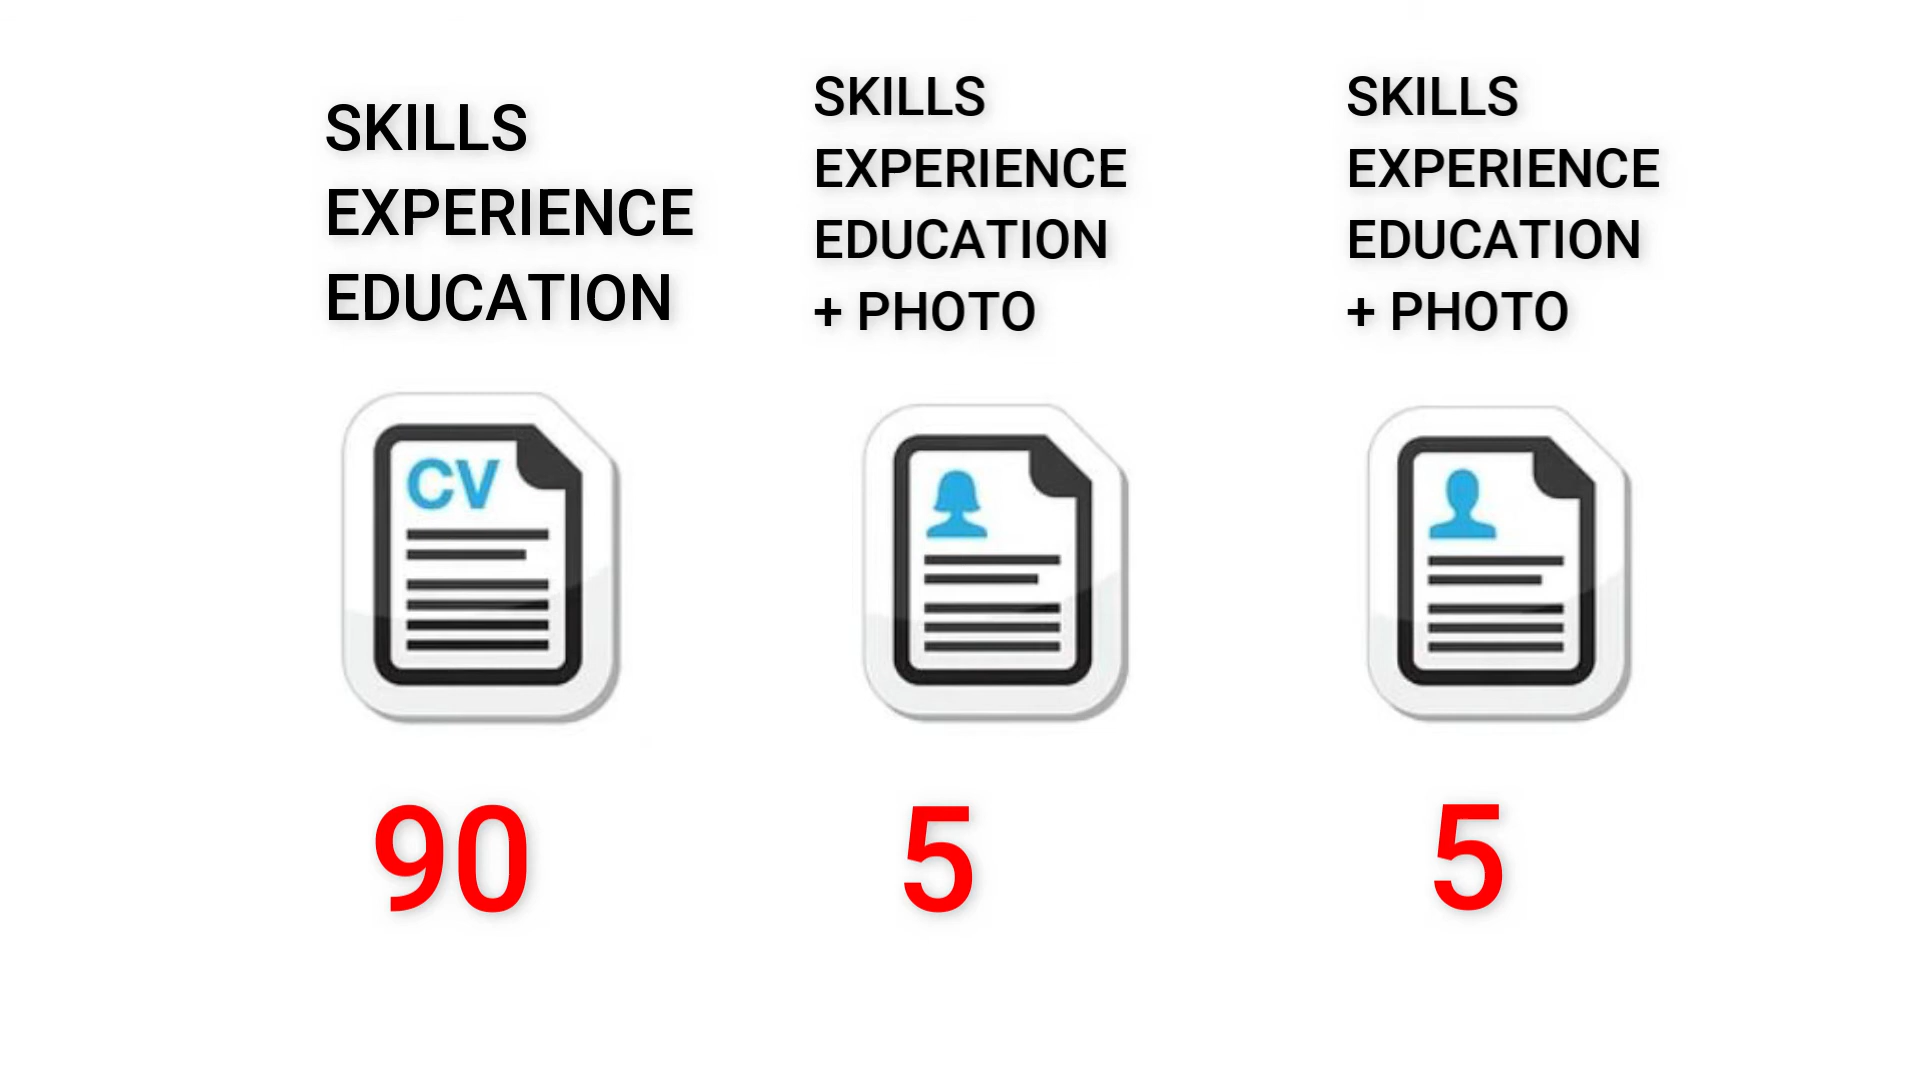 SKILLS
EXPERIENCE
EDUCATION
SKILLS
EXPERIENCE
EDUCATION
+ PHOTO
SKILLS
EXPERIENCE
EDUCATION
+ PHOTO
CV
90
5
5